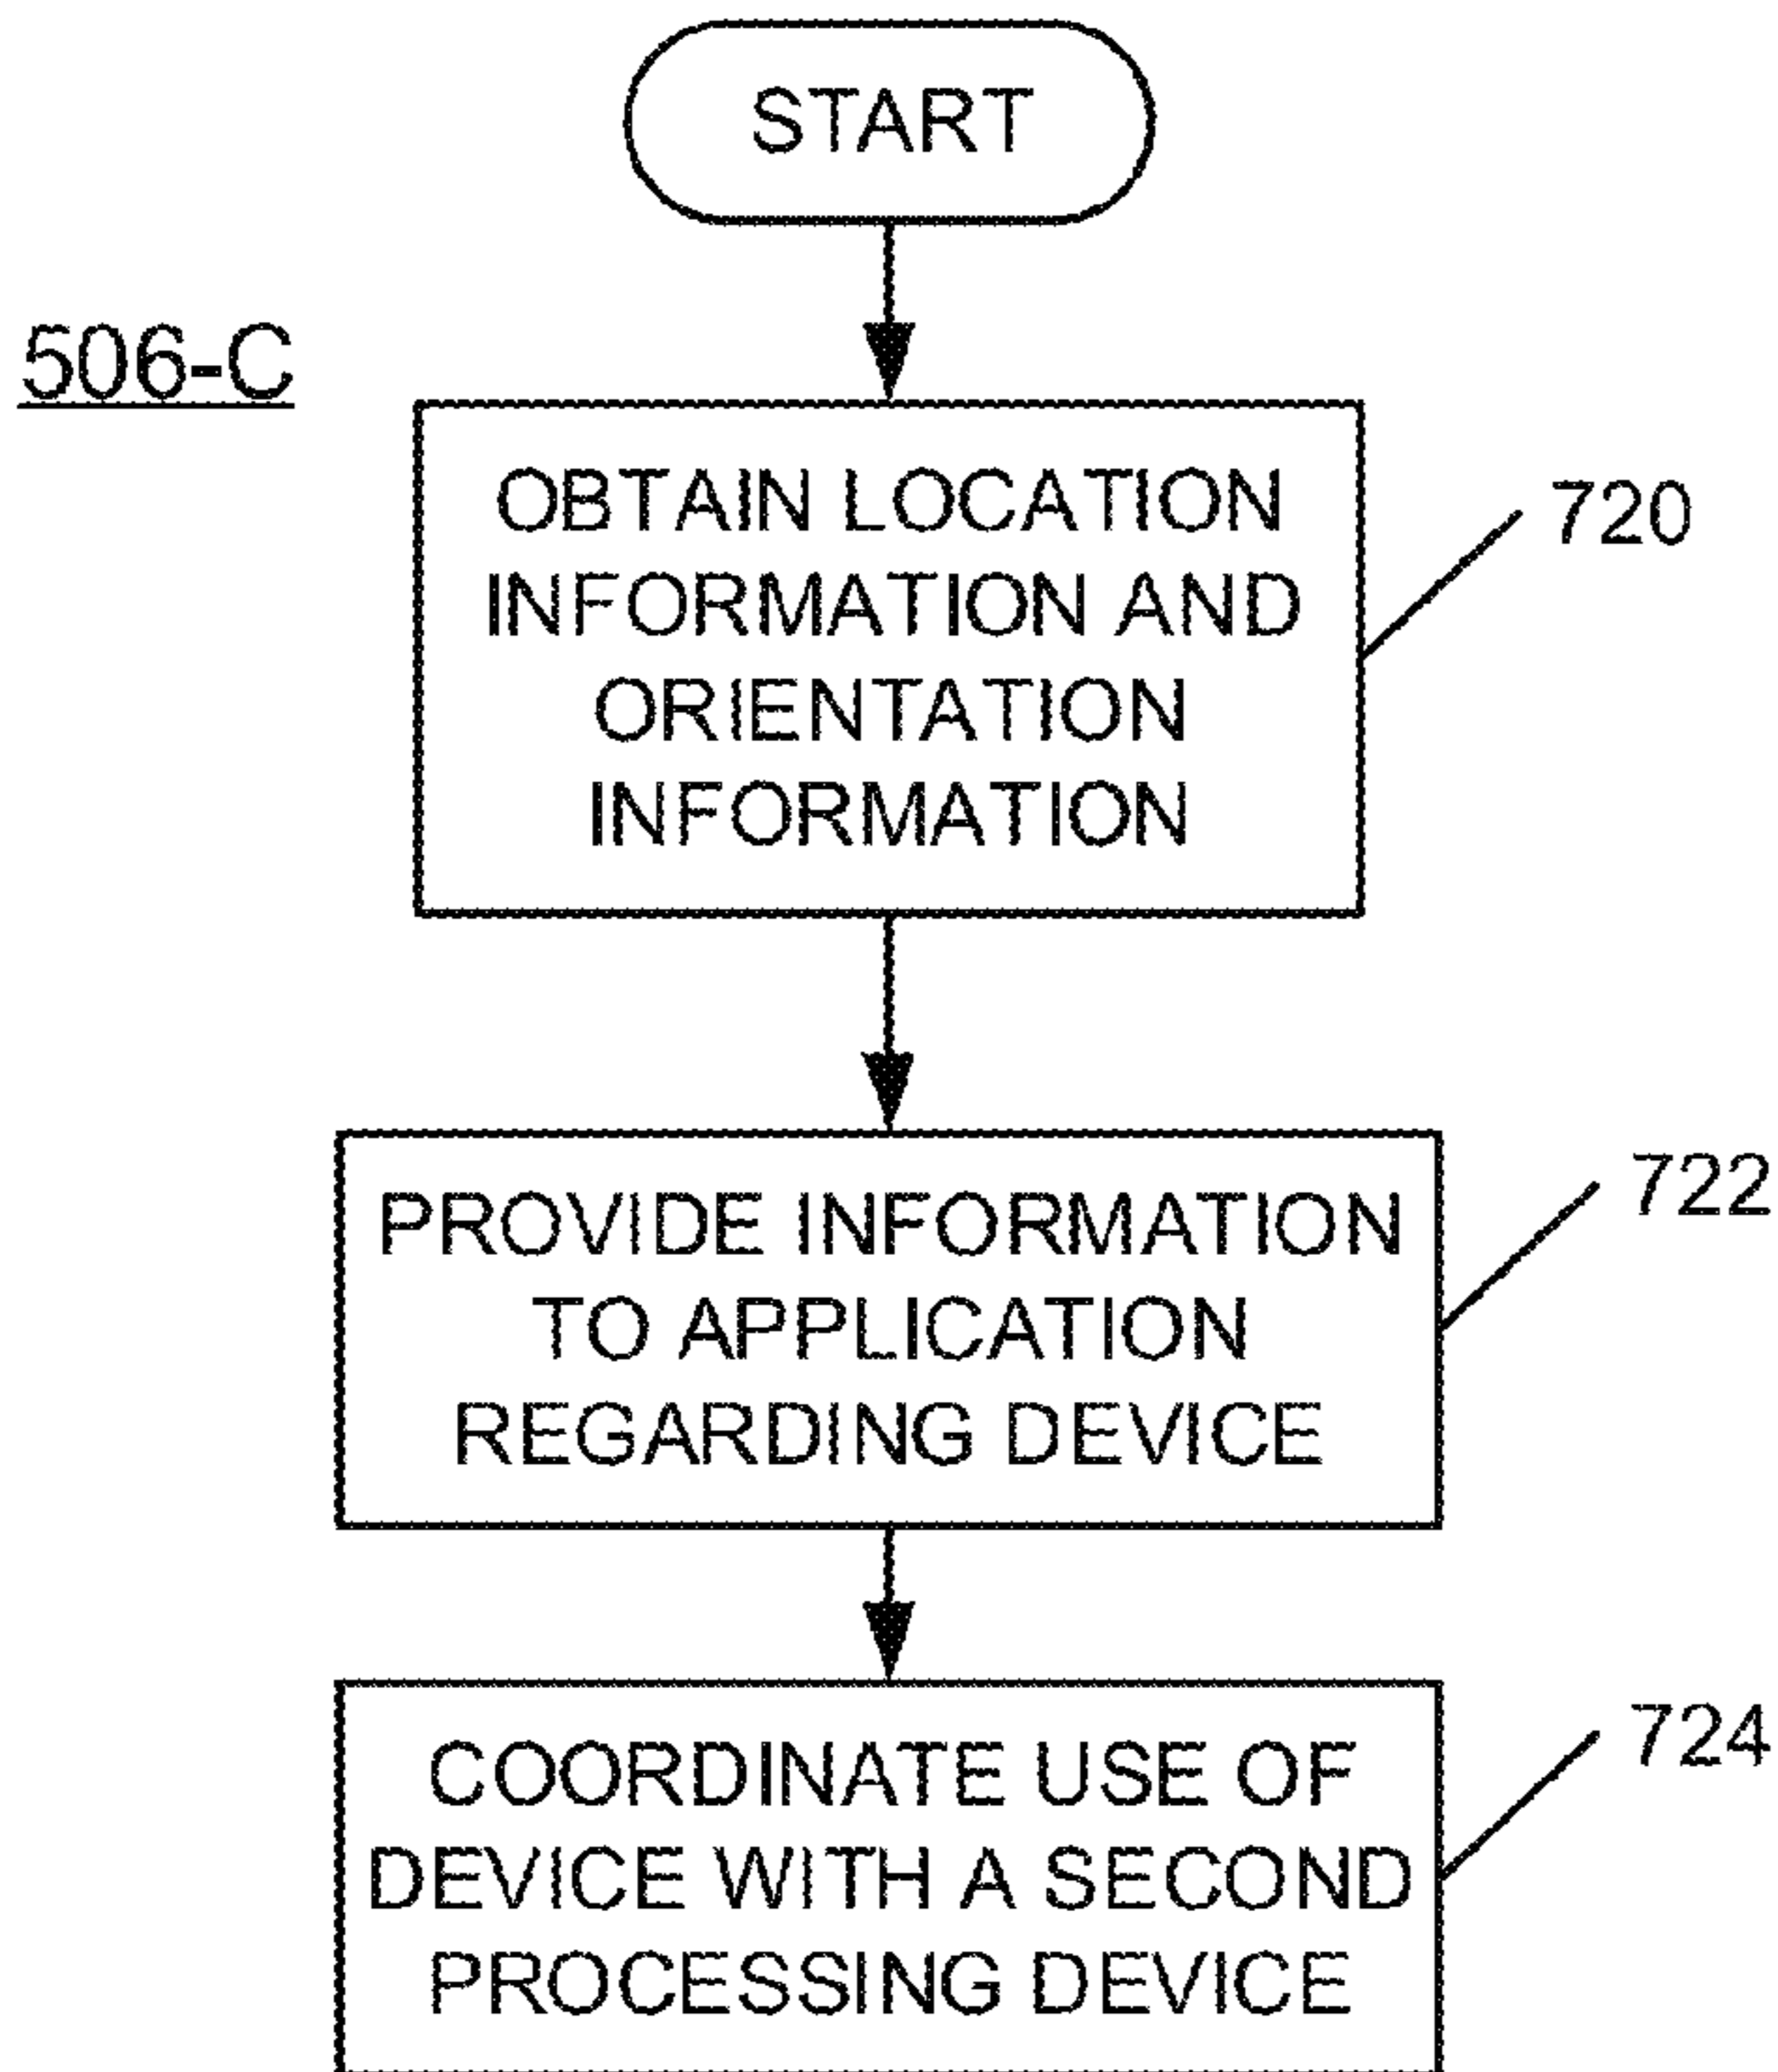 START
506-C
OBTAIN LOCATION
INFORMATION AND
ORIENTATION
INFORMATION
720
PROVIDE INFORMATION
TO APPLICATION
REGARDING DEVICE
722
COORDINATE USE OF
DEVICE WITH A SECOND
PROCESSING DEVICE
724